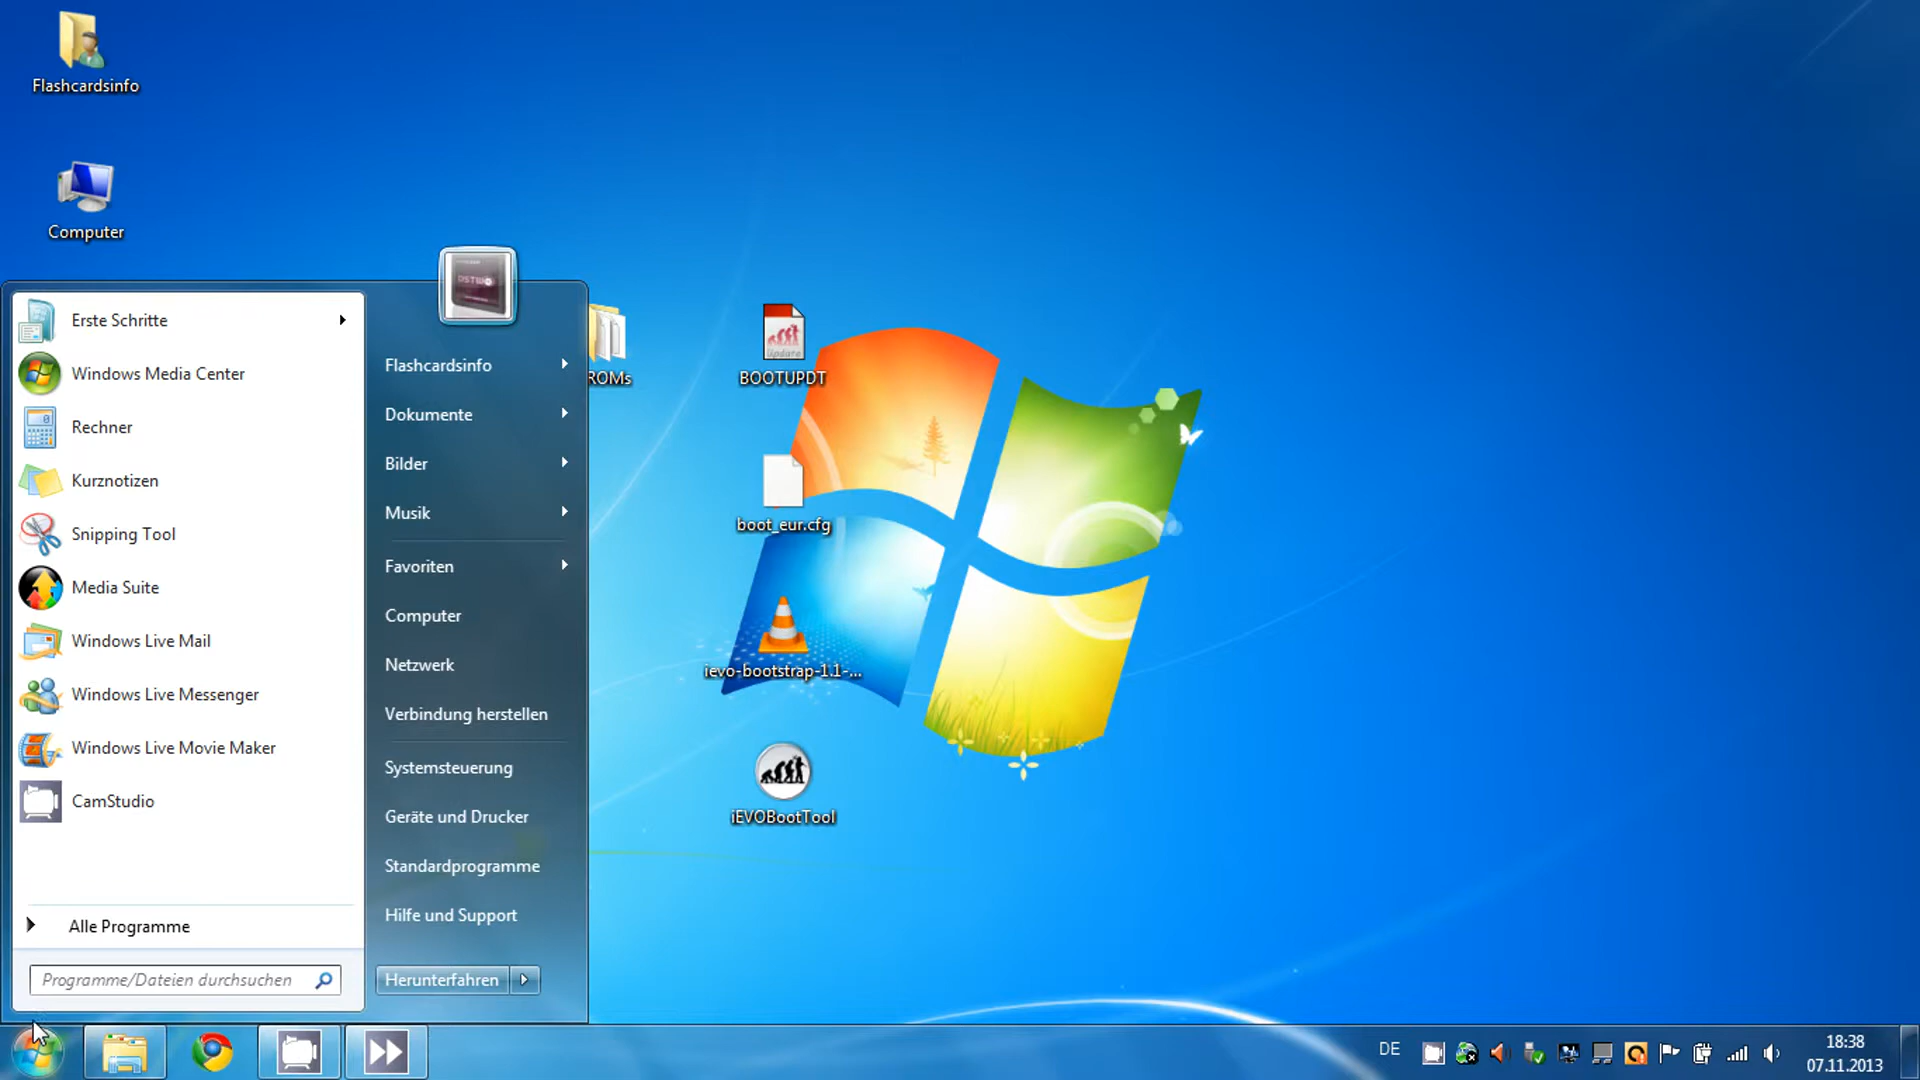 Flashcardsinfo
Computer
Erste Schritte
Windows Media Center
Rechner
Kurznotizen
Snipping Tool
Media Suite
Windows Live Mail
Windows Live Messenger
Windows Live Movie Maker
CamStudio
Alle Programme
Programme/Dateien durchsuchen
DSTWO
Flashcardsinfo
Dokumente
Bilder
Musik
Favoriten
Computer
Netzwerk
Verbindung herstellen
Systemsteuerung
Geräte und Drucker
Standardprogramme
Hilfe und Support
Herunterfahren
ROMs
Update
BOOTUPDT
boot_eur.cfg
ievo-bootstrap-1.1-...
iEVOBootTool
DE
18:38
07.11.2013